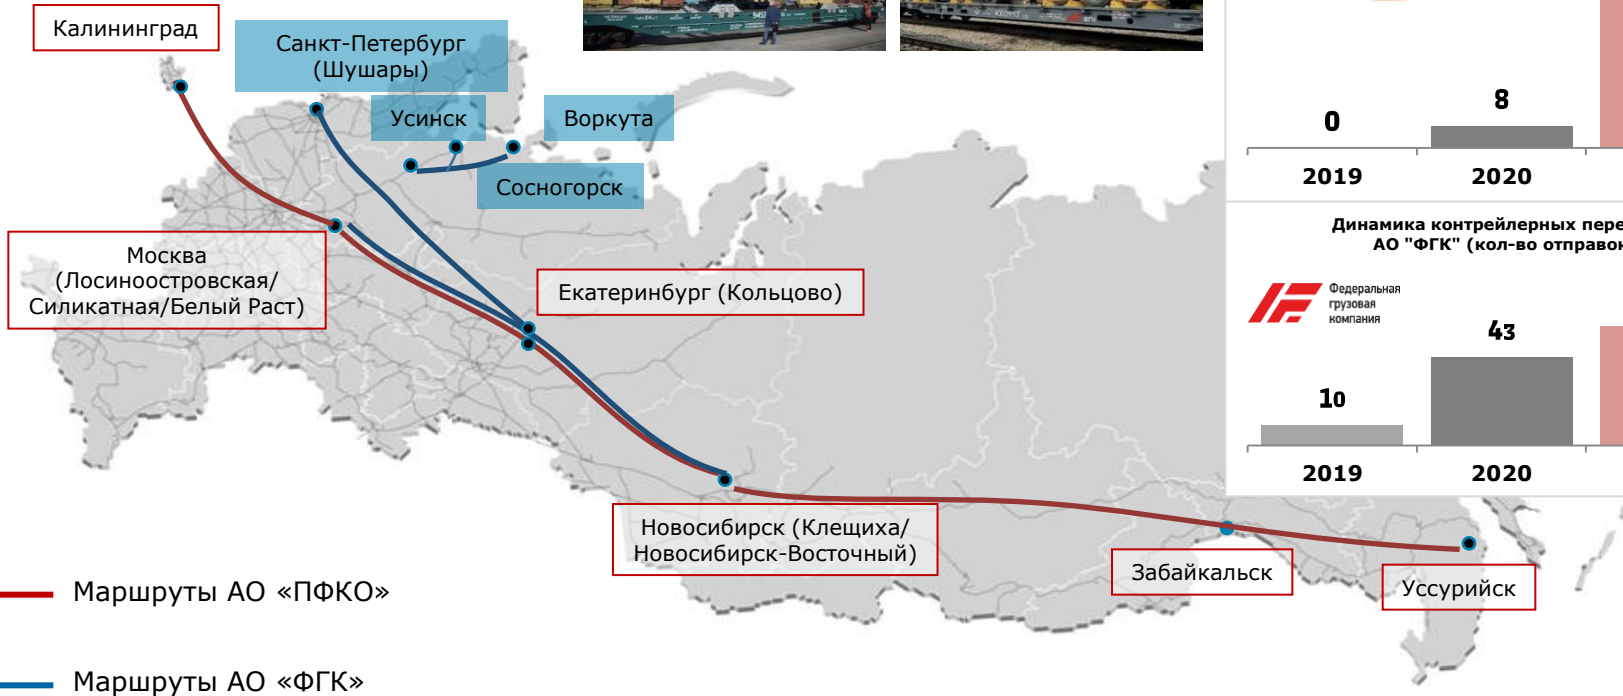 Калининград
Санкт-Петербург
(Шушары)
Усинск
Воркута
Сосногорск
Москва
(Лосиноостровская/
Силикатная/Белый Раст)
Екатеринбург (Кольцово)
Новосибирск (Клещиха/
Новосибирск-Восточный)
Забайкальск
Уссурийск
Маршруты АО «ПФКО»
Маршруты АО «ФГК»
0
8
2019
2020
Динамика контрейлерных пере
АО "ФГК" (кол-во отправок
Федеральная
грузовая
компания
10
43
2019
2020